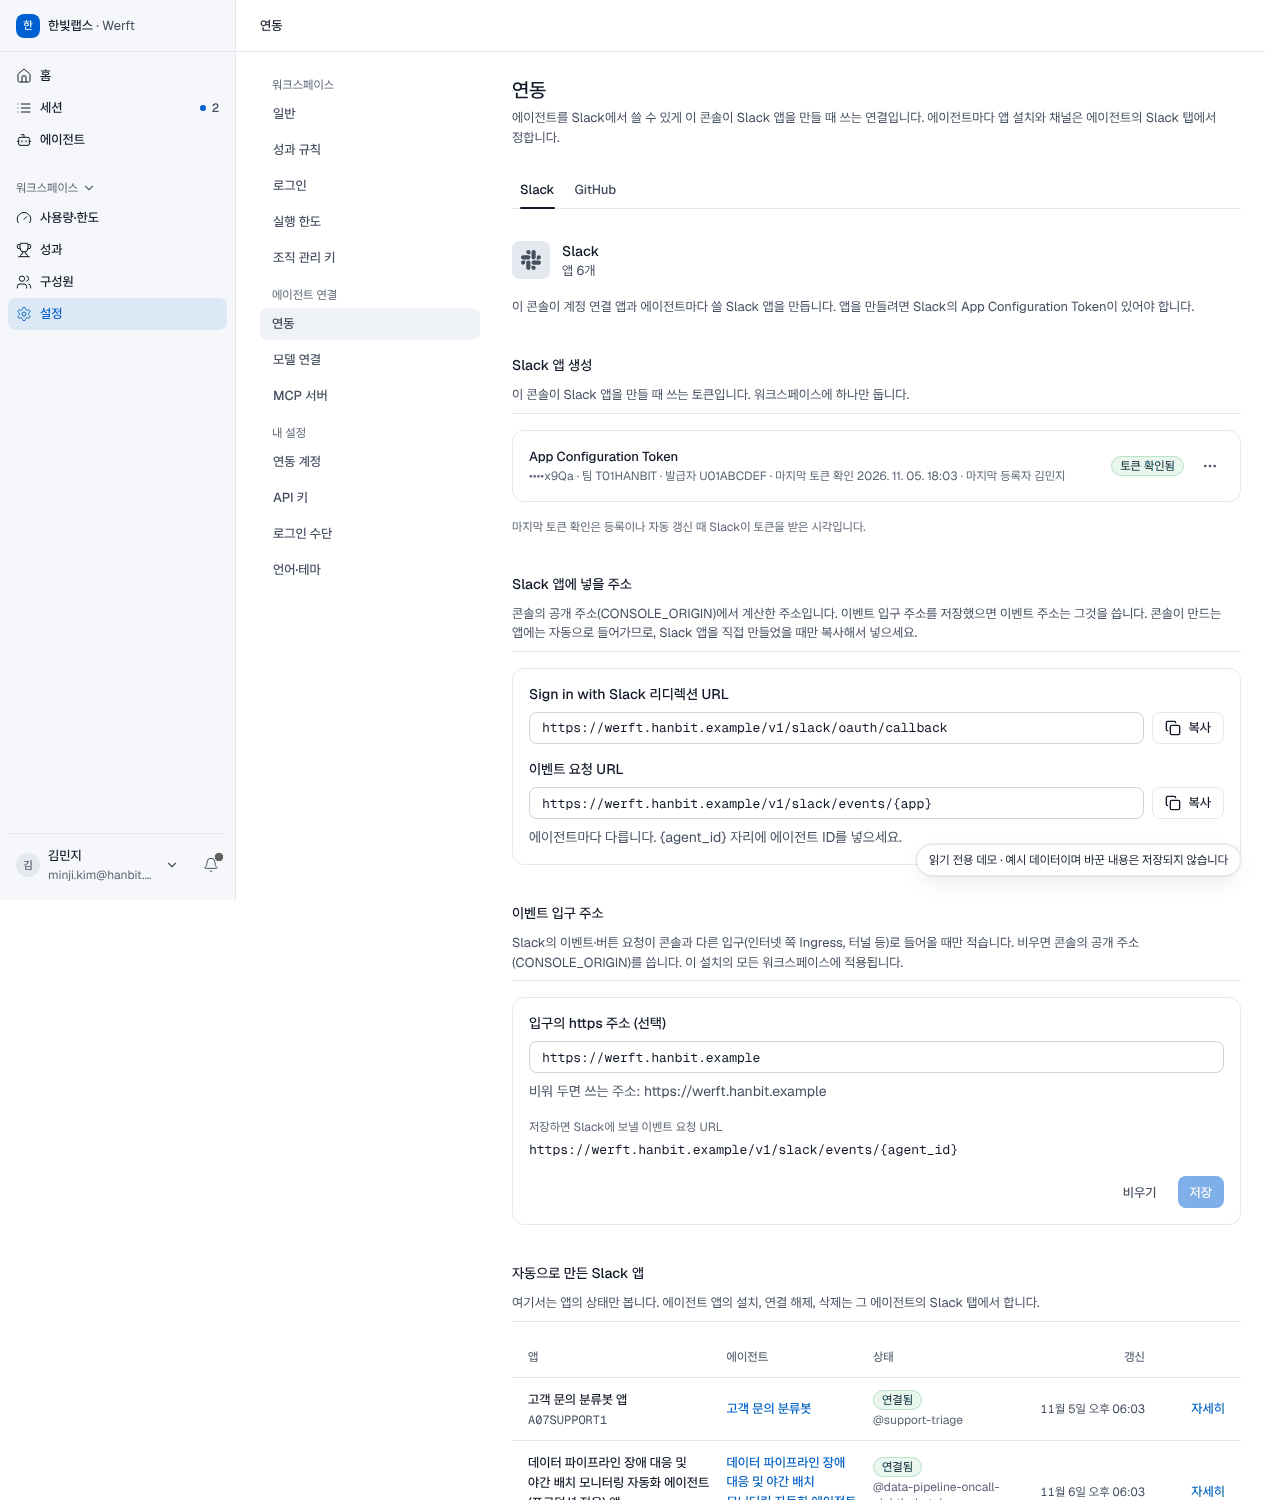 한 한빛랩스 · Werft
연동
홈
세션 2
에이전트
워크스페이스
사용량·한도
성과
구성원
설정
김 김민지
minji.kim@hanbit....
워크스페이스
일반
성과 규칙
로그인
실행 한도
조직 관리 키
에이전트 연결
연동
모델 연결
MCP 서버
내 설정
연동 계정
API 키
로그인 수단
언어·테마
연동
에이전트를 Slack에서 쓸 수 있게 이 콘솔이 Slack 앱을 만들 때 쓰는 연결입니다. 에이전트마다 앱 설치와 채널은 에이전트의 Slack 탭에서
정합니다.
Slack GitHub
Slack
앱 6개
이 콘솔이 계정 연결 앱과 에이전트마다 쓸 Slack 앱을 만듭니다. 앱을 만들려면 Slack의 App Configuration Token이 있어야 합니다.
Slack 앱 생성
이 콘솔이 Slack 앱을 만들 때 쓰는 토큰입니다. 워크스페이스에 하나만 둡니다.
App Configuration Token
••••x9Qa · 팀 T01HANBIT · 발급자 U01ABCDEF · 마지막 토큰 확인 2026. 11. 05. 18:03 · 마지막 등록자 김민지
토큰 확인됨
마지막 토큰 확인은 등록이나 자동 갱신 때 Slack이 토큰을 받은 시각입니다.
Slack 앱에 넣을 주소
콘솔의 공개 주소(CONSOLE_ORIGIN)에서 계산한 주소입니다. 이벤트 입구 주소를 저장했으면 이벤트 주소는 그것을 씁니다. 콘솔이 만드는
앱에는 자동으로 들어가므로, Slack 앱을 직접 만들었을 때만 복사해서 넣으세요.
Sign in with Slack 리디렉션 URL
https://werft.hanbit.example/v1/slack/oauth/callback 복사
이벤트 요청 URL
https://werft.hanbit.example/v1/slack/events/{app} 복사
에이전트마다 다릅니다. {agent_id} 자리에 에이전트 ID를 넣으세요.
읽기 전용 데모 · 예시 데이터이며 바꾼 내용은 저장되지 않습니다
이벤트 입구 주소
Slack의 이벤트·버튼 요청이 콘솔과 다른 입구(인터넷 쪽 Ingress, 터널 등)로 들어올 때만 적습니다. 비우면 콘솔의 공개 주소
(CONSOLE_ORIGIN)를 씁니다. 이 설치의 모든 워크스페이스에 적용됩니다.
입구의 https 주소 (선택)
https://werft.hanbit.example
비워 두면 쓰는 주소: https://werft.hanbit.example
저장하면 Slack에 보낼 이벤트 요청 URL
https://werft.hanbit.example/v1/slack/events/{agent_id}
비우기 저장
자동으로 만든 Slack 앱
여기서는 앱의 상태만 봅니다. 에이전트 앱의 설치, 연결 해제, 삭제는 그 에이전트의 Slack 탭에서 합니다.
앱 에이전트 상태 갱신
고객 문의 분류봇 앱
A07SUPPORT1
고객 문의 분류봇
연결됨
@support-triage
11월 5일 오후 06:03 자세히
데이터 파이프라인 장애 대응 및
야간 배치 모니터링 자동화 에이전트
데이터 파이프라인 장애
대응 및 야간 배치
연결됨
@data-pipeline-oncall-
11월 6일 오후 06:03 자세히